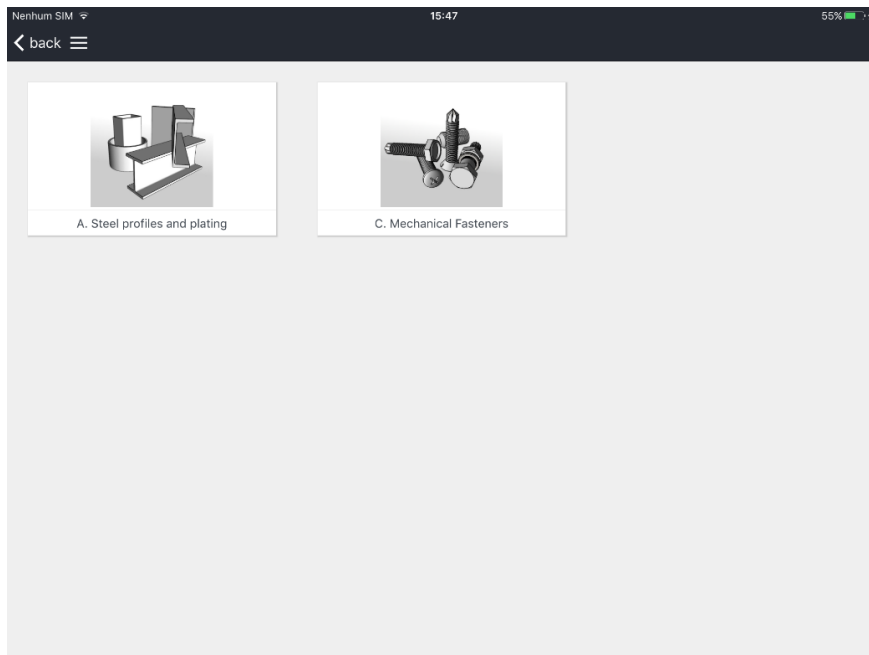 Nenhum SIM 15:47 55%
back
A. Steel profiles and plating
C. Mechanical Fasteners